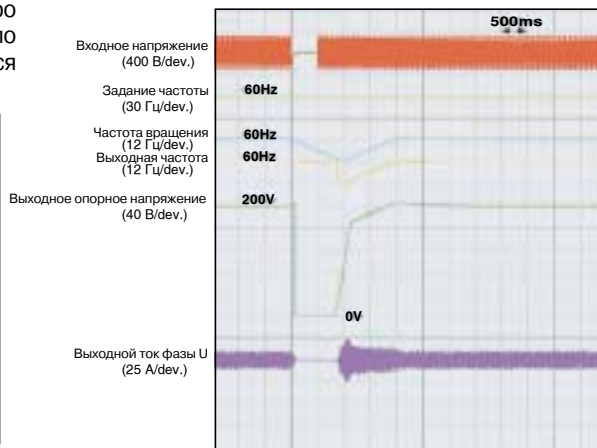 500ms
Входное напряжение
(400 В/dev.)
Задание частоты
(30 Гц/dev.)
60Hz
Частота вращения
(12 Гц/dev.)
60Hz
Выходная частота
(12 Гц/dev.)
60Hz
Выходное опорное напряжение
(40 В/dev.)
200V
0V
Выходной ток фазы U
(25 A/dev.)